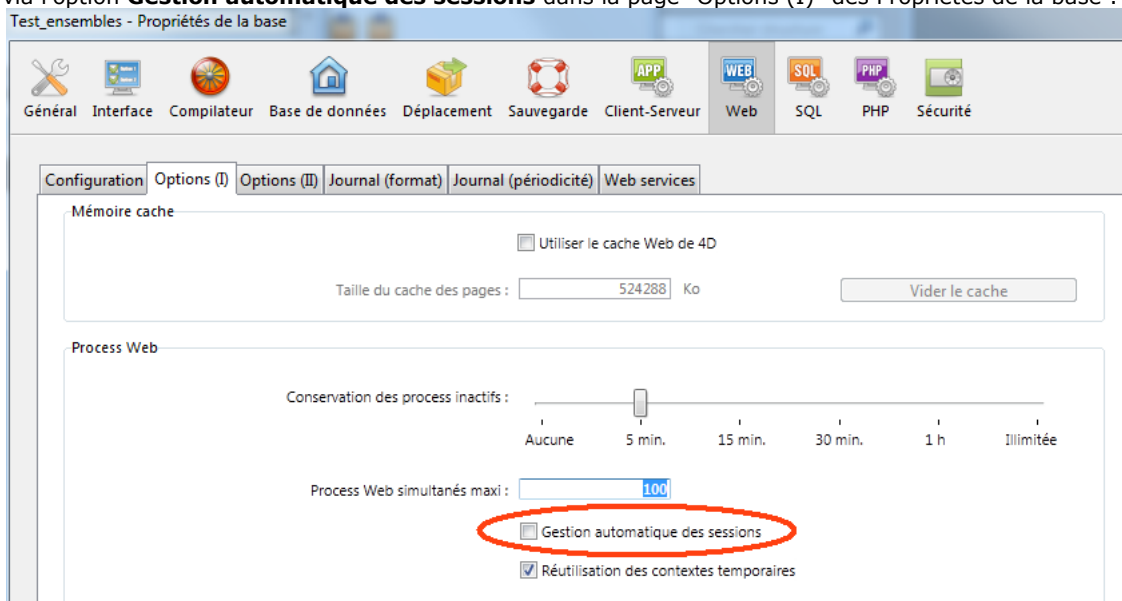 via l'option Gestion automatique des sessions dans la page "Options (I)" des Propriétés de la base :
Test_ensembles - Propriétés de la base
Général Interface Compilateur Base de données Déplacement Sauvegarde Client-Serveur Web SQL PHP Sécurité
Configuration Options (I) Options (II) Journal (format) Journal (périodicité) Web services
Mémoire cache
Utiliser le cache Web de 4D
Taille du cache des pages : 524288 Ko Vider le cache
Process Web
Conservation des process inactifs :
Aucune 5 min. 15 min. 30 min. 1 h Illimitée
Process Web simultanés maxi : 100
Gestion automatique des sessions
Réutilisation des contextes temporaires